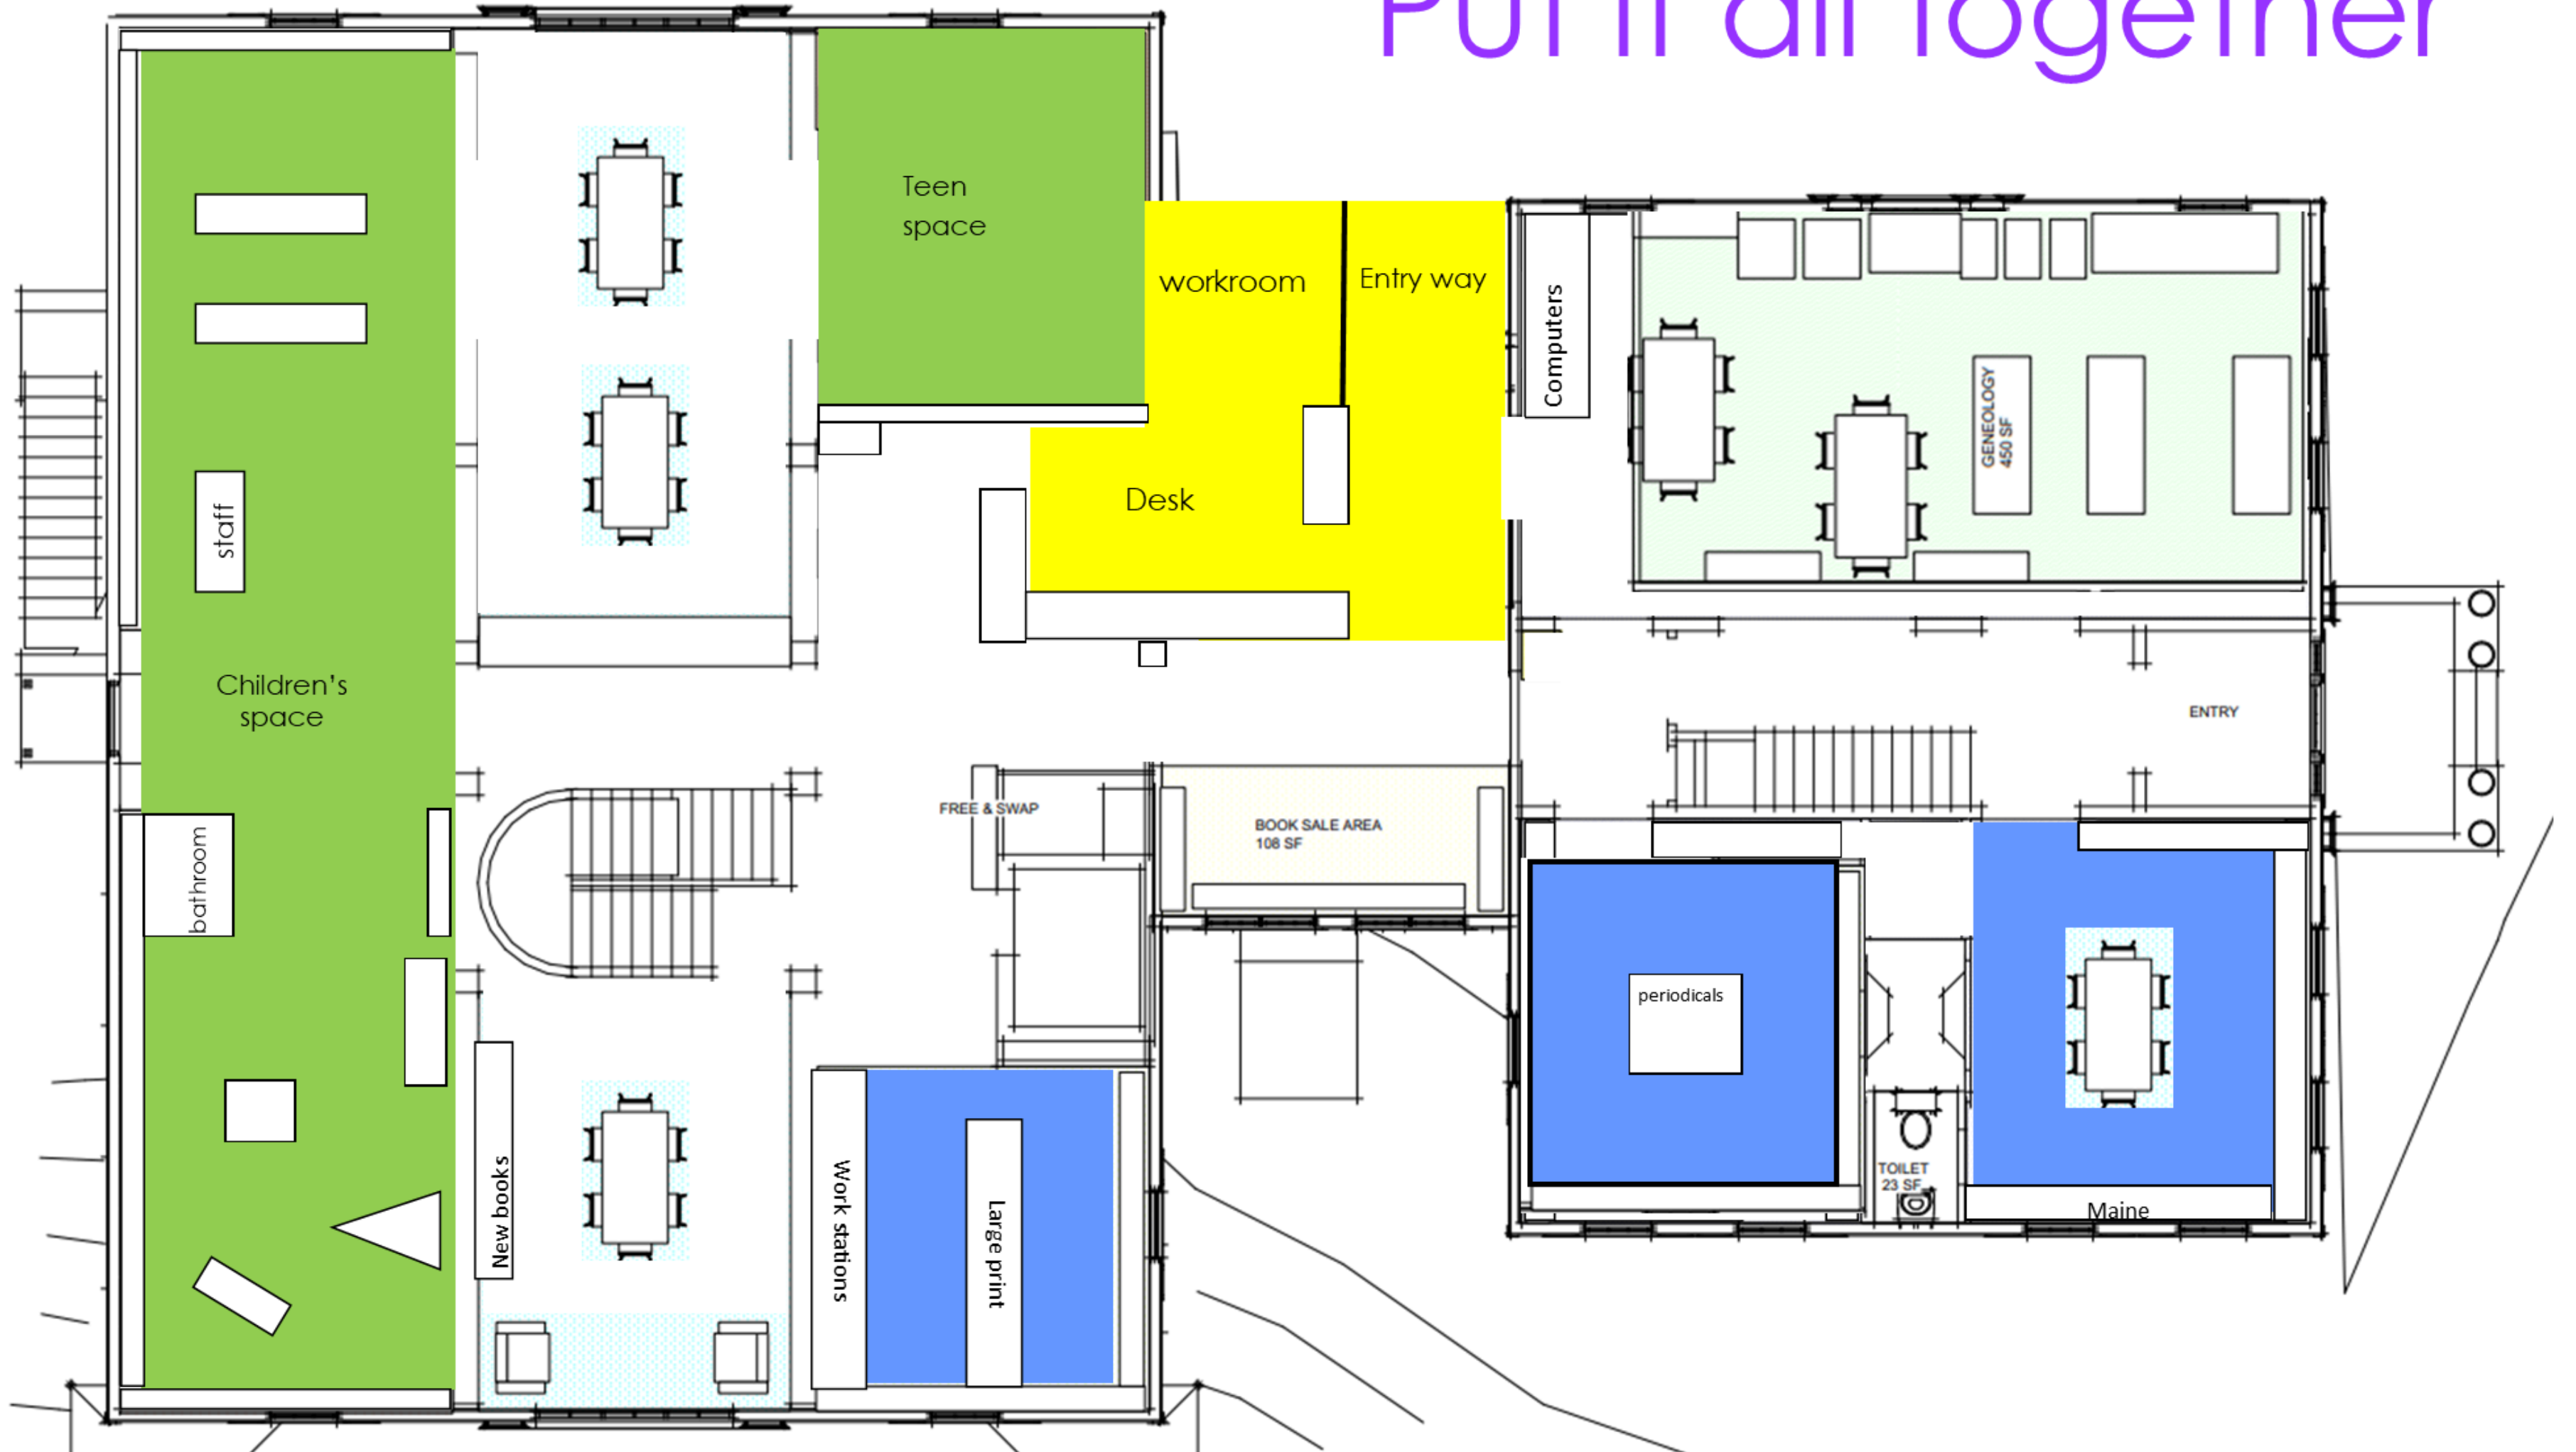 Put it all together
Teen
space
workroom
Entry way
Computers
GENEOLOGY
450 SF
staff
Desk
Children's
space
ENTRY
FREE & SWAP
BOOK SALE AREA
108 SF
bathroom
periodicals
New books
Work stations
Large print
TOILET
23 SF
Maine